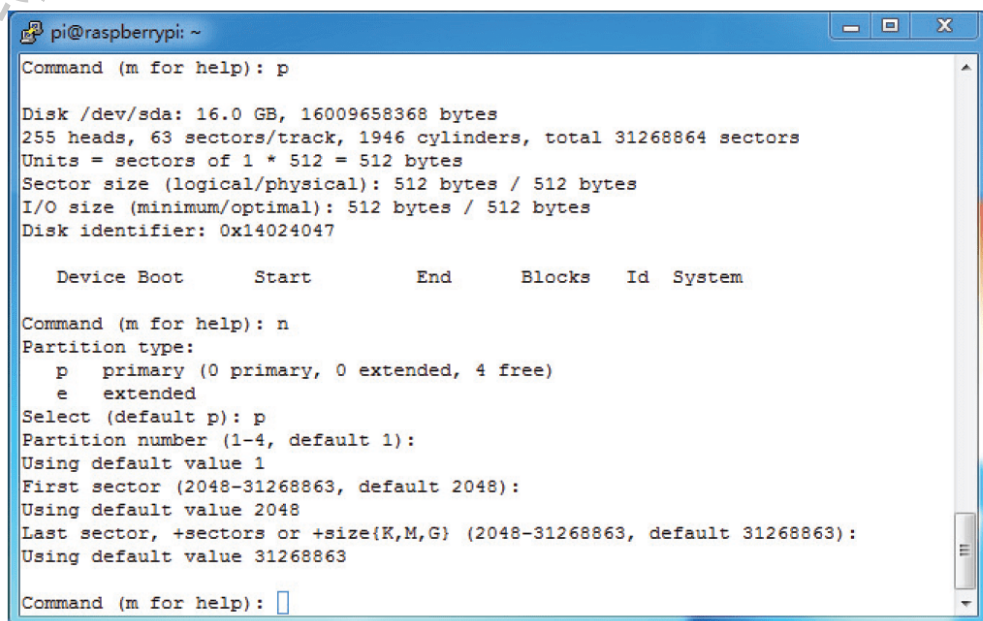 pi@raspberrypi: ~
Command (m for help): p
Disk /dev/sda: 16.0 GB, 16009658368 bytes
255 heads, 63 sectors/track, 1946 cylinders, total 31268864 sectors
Units = sectors of 1 * 512 = 512 bytes
Sector size (logical/physical): 512 bytes / 512 bytes
I/O size (minimum/optimal): 512 bytes / 512 bytes
Disk identifier: 0x14024047
Device Boot Start End Blocks Id System
Command (m for help): n
Partition type:
p primary (0 primary, 0 extended, 4 free)
e extended
Select (default p): p
Partition number (1-4, default 1):
Using default value 1
First sector (2048-31268863, default 2048):
Using default value 2048
Last sector, +sectors or +size{K,M,G} (2048-31268863, default 31268863):
Using default value 31268863
Command (m for help):